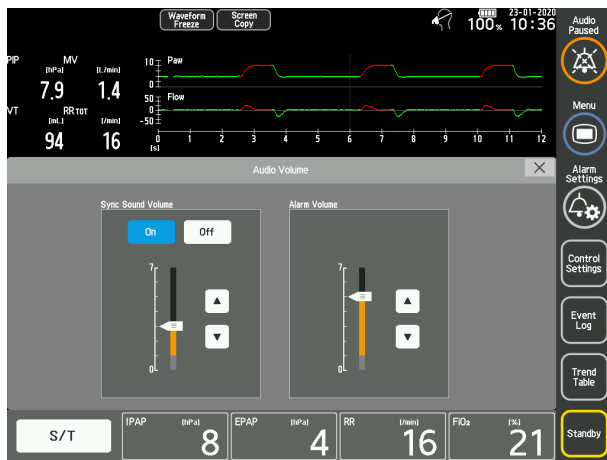 Waveform Freeze
Screen Copy
100%
23-01-2020
10:36
Audio Paused
PIP [hPa] 7.9
MV [L/min] 1.4
VT [mL] 94
RR TOT [/min] 16
10 Paw
0
50 Flow
0
-50
0 1 2 3 4 5 6 7 8 9 10 11 12
[s]
Menu
Alarm Settings
Audio Volume
Sync Sound Volume
On Off
7
0
Alarm Volume
7
0
Control Settings
Event Log
Trend Table
Standby
S/T
IPAP [hPa] 8
EPAP [hPa] 4
RR [/min] 16
FiO₂ [%] 21